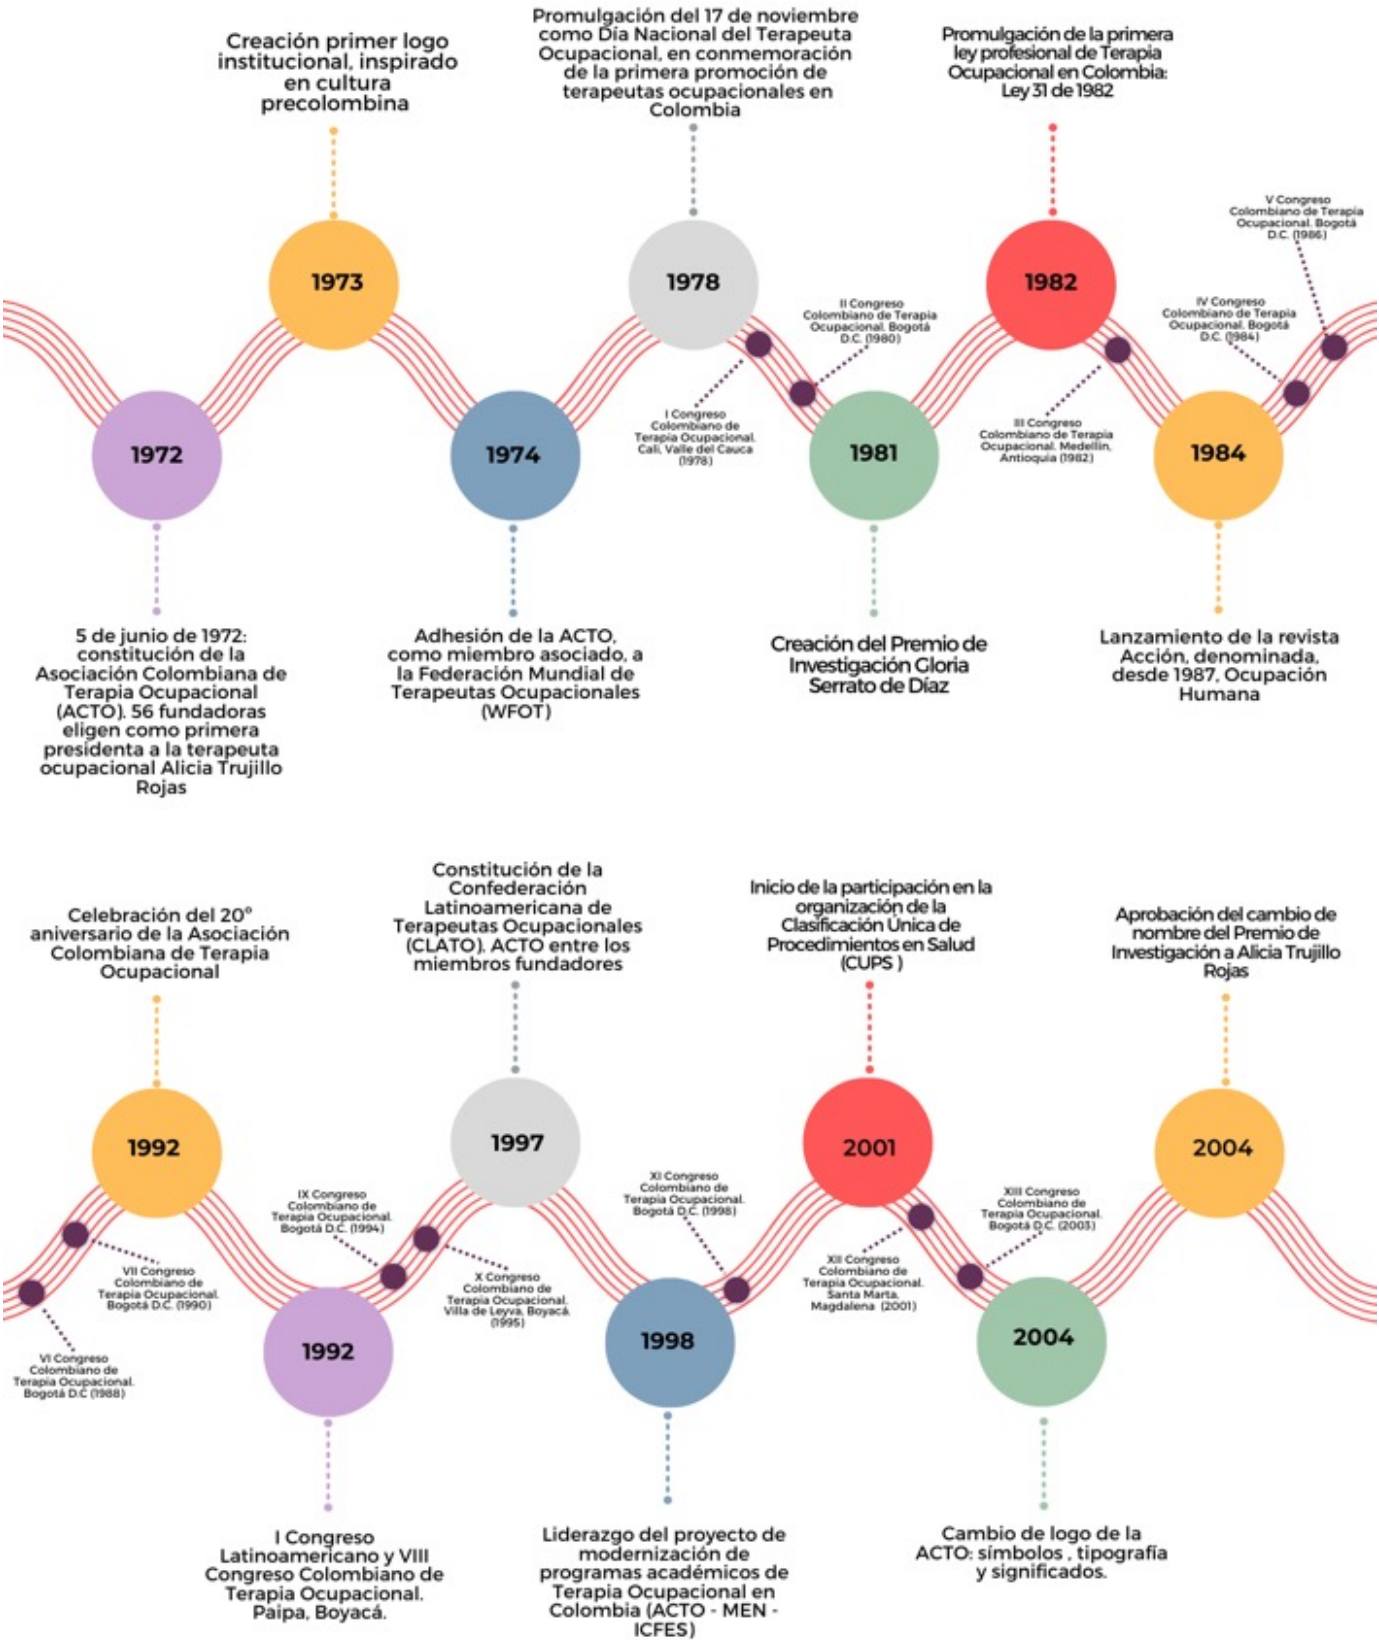 Creación primer logo
institucional, inspirado
en cultura
precolombina
Promulgación del 17 de noviembre
como Día Nacional del Terapeuta
Ocupacional, en conmemoración
de la primera promoción de
terapeutas ocupacionales en
Colombia
Promulgación de la primera
ley profesional de Terapia
Ocupacional en Colombia:
Ley 31 de 1982
V Congreso
Colombiano de Terapia
Ocupacional. Bogotá
D.C. (1986)
1973
1978
1982
II Congreso
Colombiano de Terapia
Ocupacional. Bogotá
D.C. (1980)
IV Congreso
Colombiano de Terapia
Ocupacional. Bogotá
D.C. (1984)
1972
1974
I Congreso
Colombiano de
Terapia Ocupacional.
Cali, Valle del Cauca
(1978)
1981
III Congreso
Colombiano de Terapia
Ocupacional. Medellín,
Antioquia (1982)
1984
5 de junio de 1972:
constitución de la
Asociación Colombiana de
Terapia Ocupacional
(ACTO). 56 fundadoras
eligen como primera
presidenta a la terapeuta
ocupacional Alicia Trujillo
Rojas
Adhesión de la ACTO,
como miembro asociado, a
la Federación Mundial de
Terapeutas Ocupacionales
(WFOT)
Creación del Premio de
Investigación Gloria
Serrato de Díaz
Lanzamiento de la revista
Acción, denominada,
desde 1987, Ocupación
Humana
Celebración del 20º
aniversario de la Asociación
Colombiana de Terapia
Ocupacional
Constitución de la
Confederación
Latinoamericana de
Terapeutas Ocupacionales
(CLATO). ACTO entre los
miembros fundadores
Inicio de la participación en la
organización de la
Clasificación Única de
Procedimientos en Salud
(CUPS )
Aprobación del cambio de
nombre del Premio de
Investigación a Alicia Trujillo
Rojas
1992
1997
2001
2004
IX Congreso
Colombiano de
Terapia Ocupacional.
Bogotá D.C. (1994)
XI Congreso
Colombiano de
Terapia Ocupacional.
Bogotá D.C. (1998)
XIII Congreso
Colombiano de
Terapia Ocupacional.
Bogotá D.C. (2003)
VII Congreso
Colombiano de
Terapia Ocupacional.
Bogotá D.C. (1990)
X Congreso
Colombiano de
Terapia Ocupacional.
Villa de Leyva, Boyacá.
(1995)
XII Congreso
Colombiano de
Terapia Ocupacional.
Santa Marta,
Magdalena (2001)
VI Congreso
Colombiano de
Terapia Ocupacional.
Bogotá D.C (1988)
1992
1998
2004
I Congreso
Latinoamericano y VIII
Congreso Colombiano de
Terapia Ocupacional.
Paipa, Boyacá.
Liderazgo del proyecto de
modernización de
programas académicos de
Terapia Ocupacional en
Colombia (ACTO - MEN -
ICFES)
Cambio de logo de la
ACTO: símbolos , tipografía
y significados.